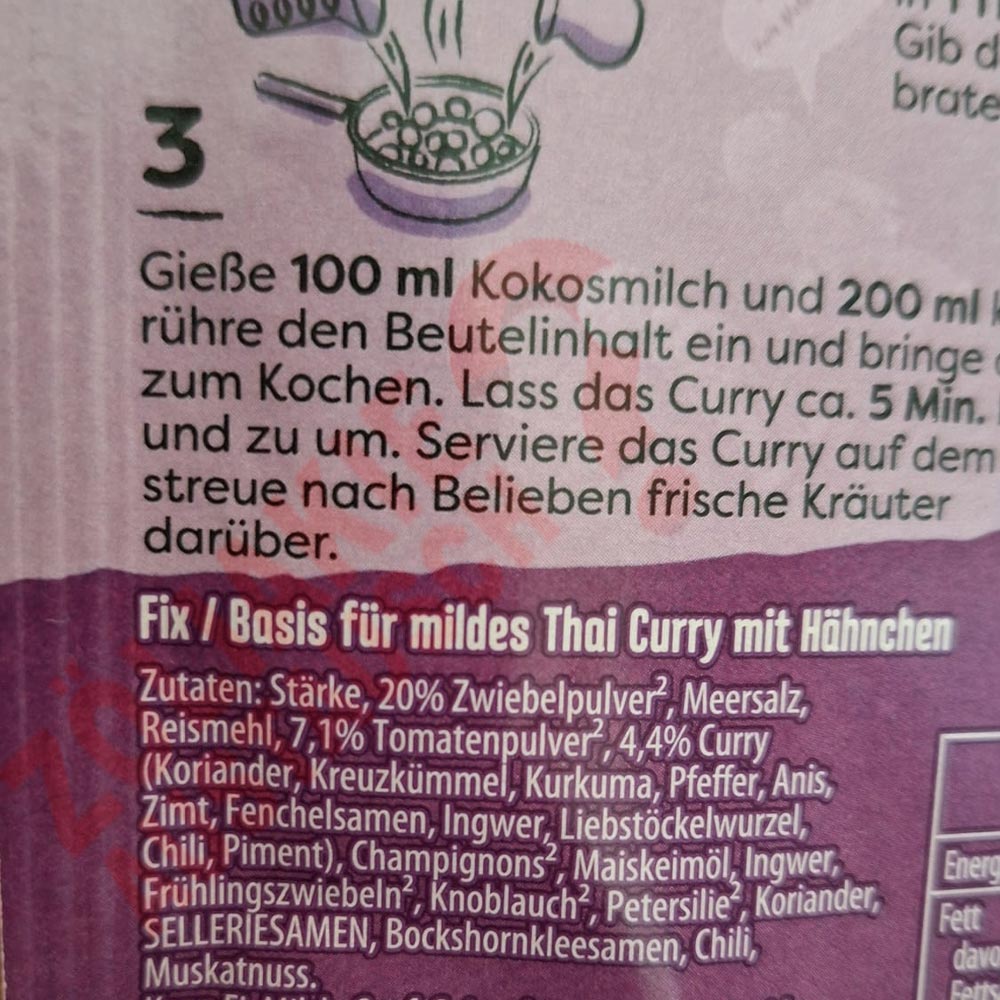 Gib d
brate
3
Gieße 100 ml Kokosmilch und 200 ml
rühre den Beutelinhalt ein und bringe
zum Kochen. Lass das Curry ca. 5 Min.
und zu um. Serviere das Curry auf dem
streue nach Belieben frische Kräuter
darüber.
Fix / Basis für mildes Thai Curry mit Hähnchen
Zutaten: Stärke, 20% Zwiebelpulver², Meersalz,
Reismehl, 7,1% Tomatenpulver², 4,4% Curry
(Koriander, Kreuzkümmel, Kurkuma, Pfeffer, Anis,
Zimt, Fenchelsamen, Ingwer, Liebstöckelwurzel,
Chili, Piment), Champignons², Maiskeimöl, Ingwer,
Frühlingszwiebeln², Knoblauch², Petersilie², Koriander,
SELLERIESAMEN, Bockshornkleesamen, Chili,
Muskatnuss.
Energ
Fett
davo
Fetts